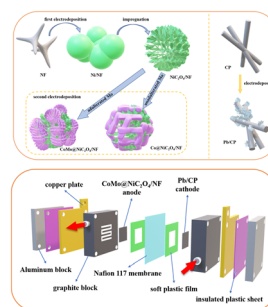 first electrodeposition
impregnation
CP
NF
Ni/NF
NiC₂O₄/NF
second electrodeposition
CoMo@NiC₂O₄/NF
Co@NiC₂O₄/NF
Pb/CP
copper plate
CoMo@NiC₂O₄/NF
anode
Pb/CP
cathode
Aluminum block
graphite block
Nafion 117 membrane
soft plastic film
insulated plastic sheet